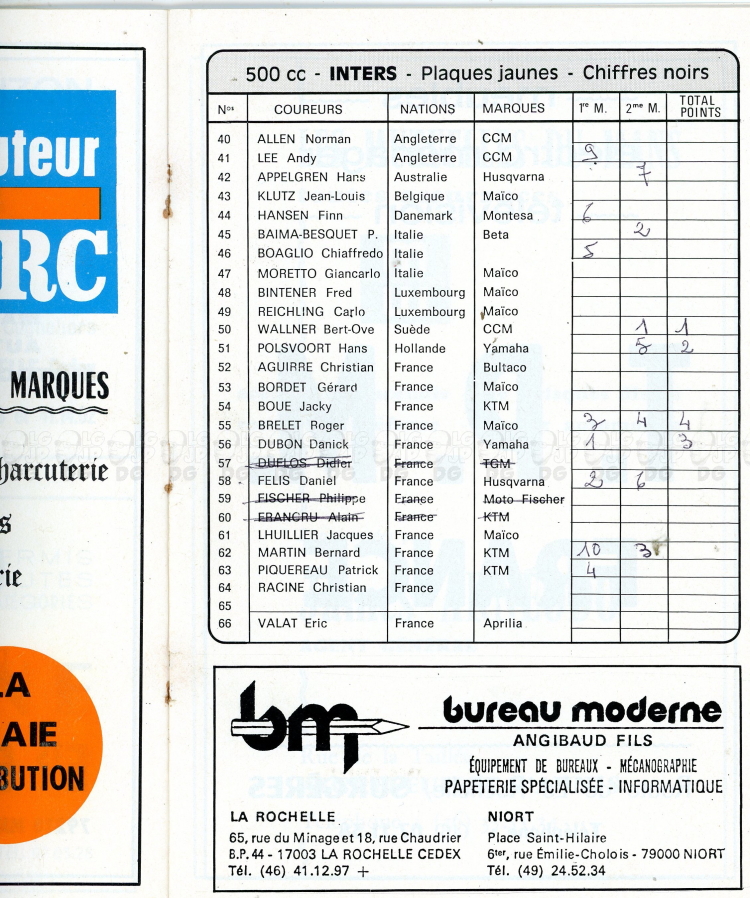 uteur
RC
MARQUES
harcuterie
s
rie
LA
AIE
BUTION
500 cc - INTERS - Plaques jaunes - Chiffres noirs
Nos COUREURS NATIONS MARQUES 1re M. 2me M. TOTAL POINTS
40 ALLEN Norman Angleterre CCM
41 LEE Andy Angleterre CCM 9
42 APPELGREN Hans Australie Husqvarna 7
43 KLUTZ Jean-Louis Belgique Maïco
44 HANSEN Finn Danemark Montesa 6
45 BAIMA-BESQUET P. Italie Beta 2
46 BOAGLIO Chiaffredo Italie 5
47 MORETTO Giancarlo Italie Maïco
48 BINTENER Fred Luxembourg Maïco
49 REICHLING Carlo Luxembourg Maïco
50 WALLNER Bert-Ove Suède CCM 1 1
51 POLSVOORT Hans Hollande Yamaha 5 2
52 AGUIRRE Christian France Bultaco
53 BORDET Gérard France Maïco
54 BOUE Jacky France KTM
55 BRELET Roger France Maïco 3 4 4
56 DUBON Danick France Yamaha 1 3
57 DUFLOS Didier France TGM
58 FELIS Daniel France Husqvarna 2 6
59 FISCHER Philippe France Moto Fischer
60 FRANCRU Alain France KTM
61 LHUILLIER Jacques France Maïco
62 MARTIN Bernard France KTM 10 3
63 PIQUEREAU Patrick France KTM 4
64 RACINE Christian France
65
66 VALAT Eric France Aprilia
bm
bureau moderne
ANGIBAUD FILS
ÉQUIPEMENT DE BUREAUX - MÉCANOGRAPHIE
PAPETERIE SPÉCIALISÉE - INFORMATIQUE
LA ROCHELLE
65, rue du Minage et 18, rue Chaudrier
B.P. 44 - 17003 LA ROCHELLE CEDEX
Tél. (46) 41.12.97 +
NIORT
Place Saint-Hilaire
6ter, rue Émilie-Cholois - 79000 NIORT
Tél. (49) 24.52.34